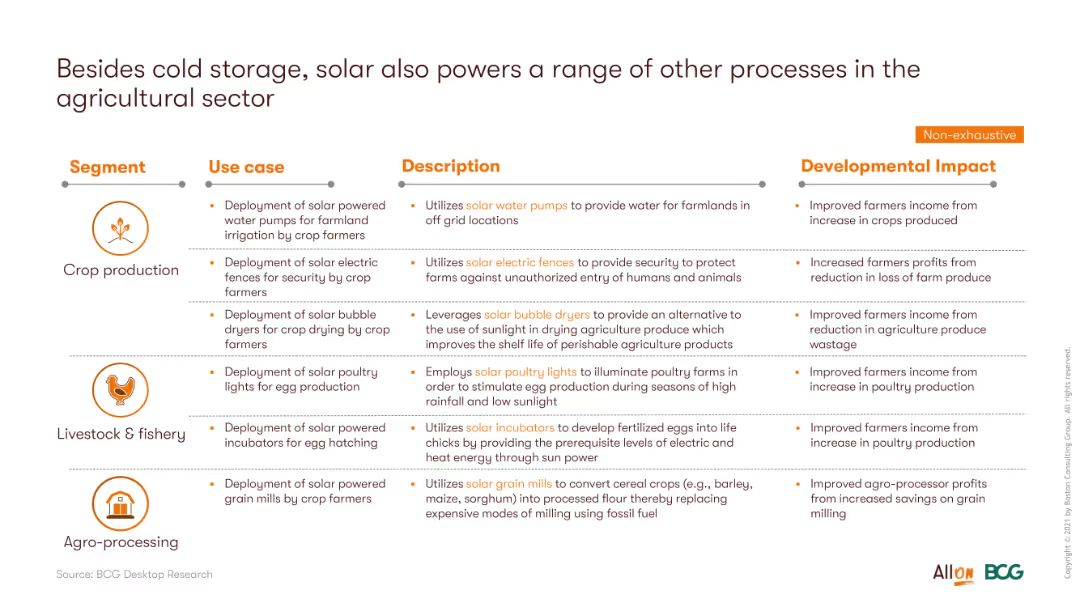 Besides cold storage, solar also powers a range of other processes in the
agricultural sector
Non-exhaustive
Segment
Use case
Description
Developmental Impact
Crop production
Deployment of solar powered
water pumps for farmland
irrigation by crop farmers
Utilizes solar water pumps to provide water for farmlands in
off grid locations
Improved farmers income from
increase in crops produced
Deployment of solar electric
fences for security by crop
farmers
Utilizes solar electric fences to provide security to protect
farms against unauthorized entry of humans and animals
Increased farmers profits from
reduction in loss of farm produce
Deployment of solar bubble
dryers for crop drying by crop
farmers
Leverages solar bubble dryers to provide an alternative to
the use of sunlight in drying agriculture produce which
improves the shelf life of perishable agriculture products
Improved farmers income from
reduction in agriculture produce
wastage
Livestock & fishery
Deployment of solar poultry
lights for egg production
Employs solar poultry lights to illuminate poultry farms in
order to stimulate egg production during seasons of high
rainfall and low sunlight
Improved farmers income from
increase in poultry production
Deployment of solar powered
incubators for egg hatching
Utilizes solar incubators to develop fertilized eggs into life
chicks by providing the prerequisite levels of electric and
heat energy through sun power
Improved farmers income from
increase in poultry production
Agro-processing
Deployment of solar powered
grain mills by crop farmers
Utilizes solar grain mills to convert cereal crops (e.g., barley,
maize, sorghum) into processed flour thereby replacing
expensive modes of milling using fossil fuel
Improved agro-processor profits
from increased savings on grain
milling
Source: BCG Desktop Research
All on BCG
Copyright © 2021 by Boston Consulting Group. All rights reserved.